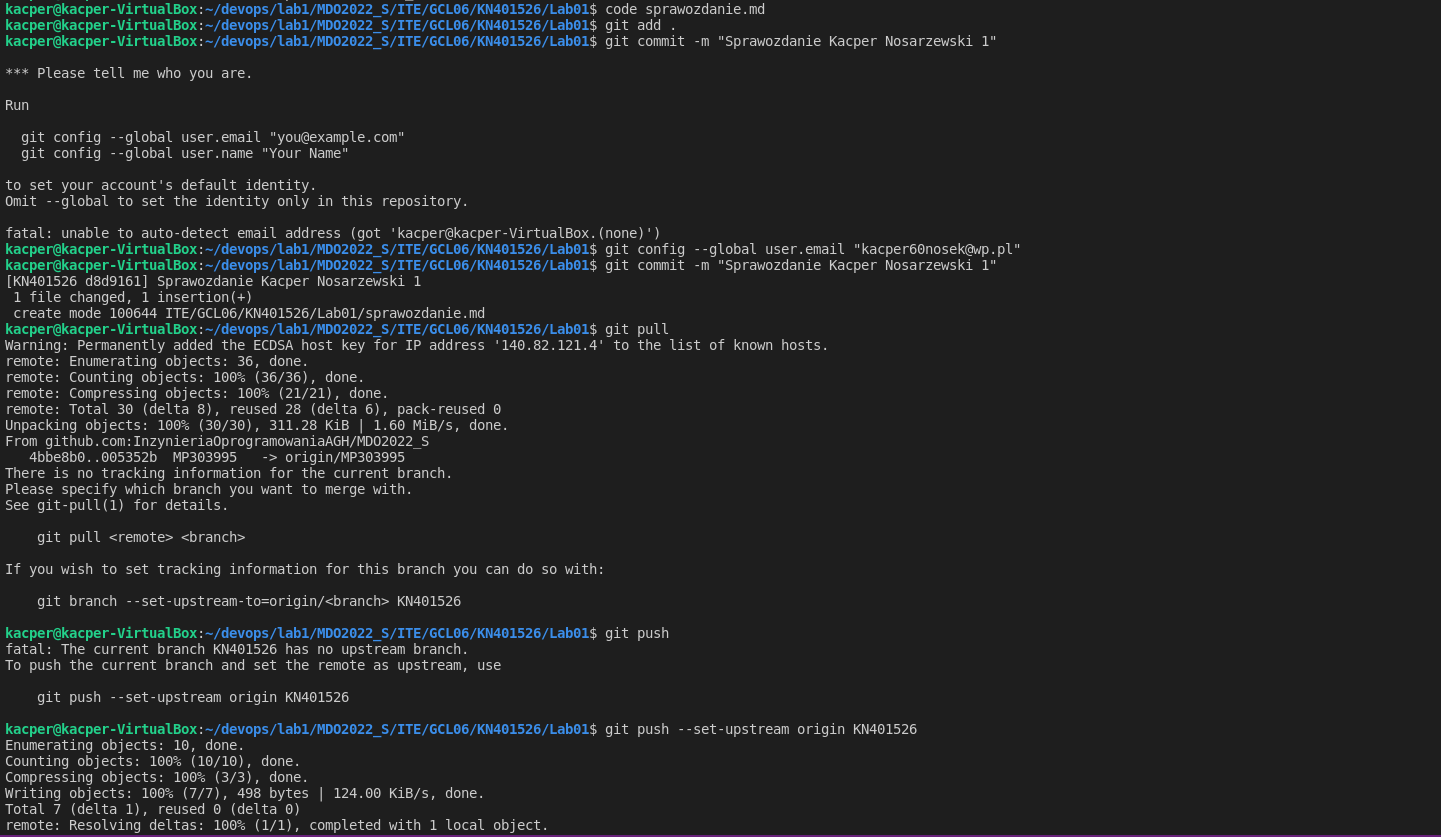 kacper@kacper-VirtualBox:~/devops/lab1/MDO2022_S/ITE/GCL06/KN401526/Lab01$ code sprawozdanie.md
kacper@kacper-VirtualBox:~/devops/lab1/MDO2022_S/ITE/GCL06/KN401526/Lab01$ git add .
kacper@kacper-VirtualBox:~/devops/lab1/MDO2022_S/ITE/GCL06/KN401526/Lab01$ git commit -m "Sprawozdanie Kacper Nosarzewski 1"
*** Please tell me who you are.
Run
  git config --global user.email "you@example.com"
  git config --global user.name "Your Name"
to set your account's default identity.
Omit --global to set the identity only in this repository.
fatal: unable to auto-detect email address (got 'kacper@kacper-VirtualBox.(none)')
kacper@kacper-VirtualBox:~/devops/lab1/MDO2022_S/ITE/GCL06/KN401526/Lab01$ git config --global user.email "kacper60nosek@wp.pl"
kacper@kacper-VirtualBox:~/devops/lab1/MDO2022_S/ITE/GCL06/KN401526/Lab01$ git commit -m "Sprawozdanie Kacper Nosarzewski 1"
[KN401526 d8d9161] Sprawozdanie Kacper Nosarzewski 1
 1 file changed, 1 insertion(+)
 create mode 100644 ITE/GCL06/KN401526/Lab01/sprawozdanie.md
kacper@kacper-VirtualBox:~/devops/lab1/MDO2022_S/ITE/GCL06/KN401526/Lab01$ git pull
Warning: Permanently added the ECDSA host key for IP address '140.82.121.4' to the list of known hosts.
remote: Enumerating objects: 36, done.
remote: Counting objects: 100% (36/36), done.
remote: Compressing objects: 100% (21/21), done.
remote: Total 30 (delta 8), reused 28 (delta 6), pack-reused 0
Unpacking objects: 100% (30/30), 311.28 KiB | 1.60 MiB/s, done.
From github.com:InzynieriaOprogramowaniaAGH/MDO2022_S
   4bbe8b0..005352b  MP303995   -> origin/MP303995
There is no tracking information for the current branch.
Please specify which branch you want to merge with.
See git-pull(1) for details.
    git pull <remote> <branch>
If you wish to set tracking information for this branch you can do so with:
    git branch --set-upstream-to=origin/<branch> KN401526
kacper@kacper-VirtualBox:~/devops/lab1/MDO2022_S/ITE/GCL06/KN401526/Lab01$ git push
fatal: The current branch KN401526 has no upstream branch.
To push the current branch and set the remote as upstream, use
    git push --set-upstream origin KN401526
kacper@kacper-VirtualBox:~/devops/lab1/MDO2022_S/ITE/GCL06/KN401526/Lab01$ git push --set-upstream origin KN401526
Enumerating objects: 10, done.
Counting objects: 100% (10/10), done.
Compressing objects: 100% (3/3), done.
Writing objects: 100% (7/7), 498 bytes | 124.00 KiB/s, done.
Total 7 (delta 1), reused 0 (delta 0)
remote: Resolving deltas: 100% (1/1), completed with 1 local object.